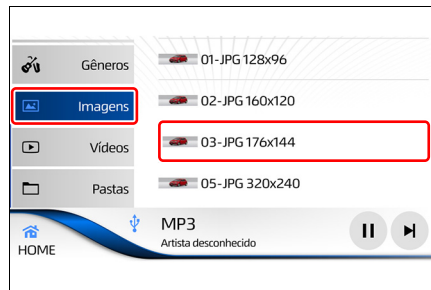 Gêneros
01-JPG 128x96
Imagens
02-JPG 160x120
Vídeos
03-JPG 176x144
Pastas
05-JPG 320x240
HOME
MP3
Artista desconhecido